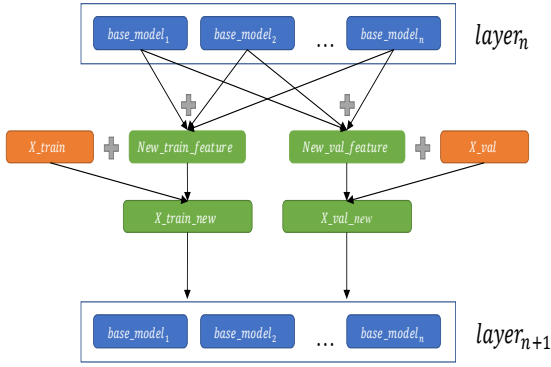 base_model₁ base_model₂ ... base_modelₙ layerₙ
X_train New_train_feature New_val_feature X_val
X_train_new X_val_new
base_model₁ base_model₂ ... base_modelₙ layerₙ₊₁